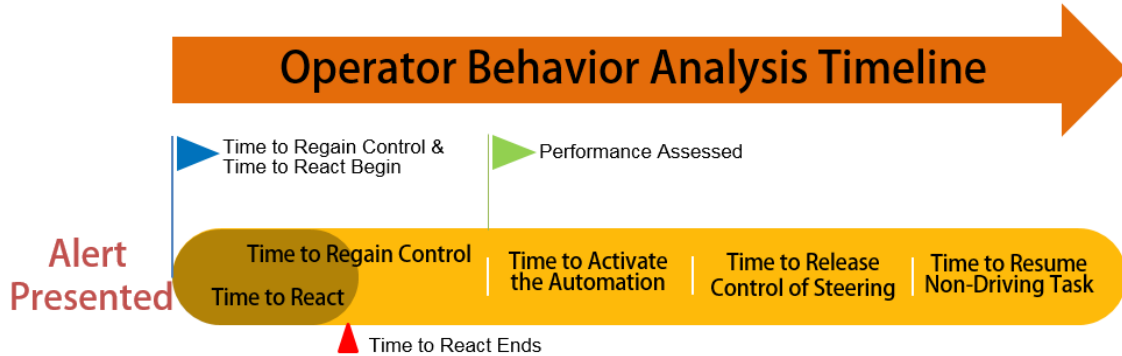 Operator Behavior Analysis Timeline
Time to Regain Control &
Time to React Begin
Performance Assessed
Alert
Presented
Time to Regain Control
Time to React
Time to Activate
the Automation
Time to Release
Control of Steering
Time to Resume
Non-Driving Task
Time to React Ends